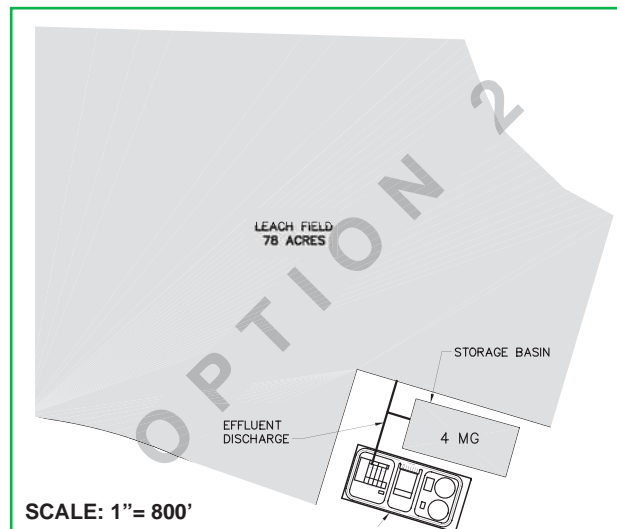 OPTION 2
LEACH FIELD
78 ACRES
STORAGE BASIN
EFFLUENT
DISCHARGE
4 MG
SCALE: 1”= 800’